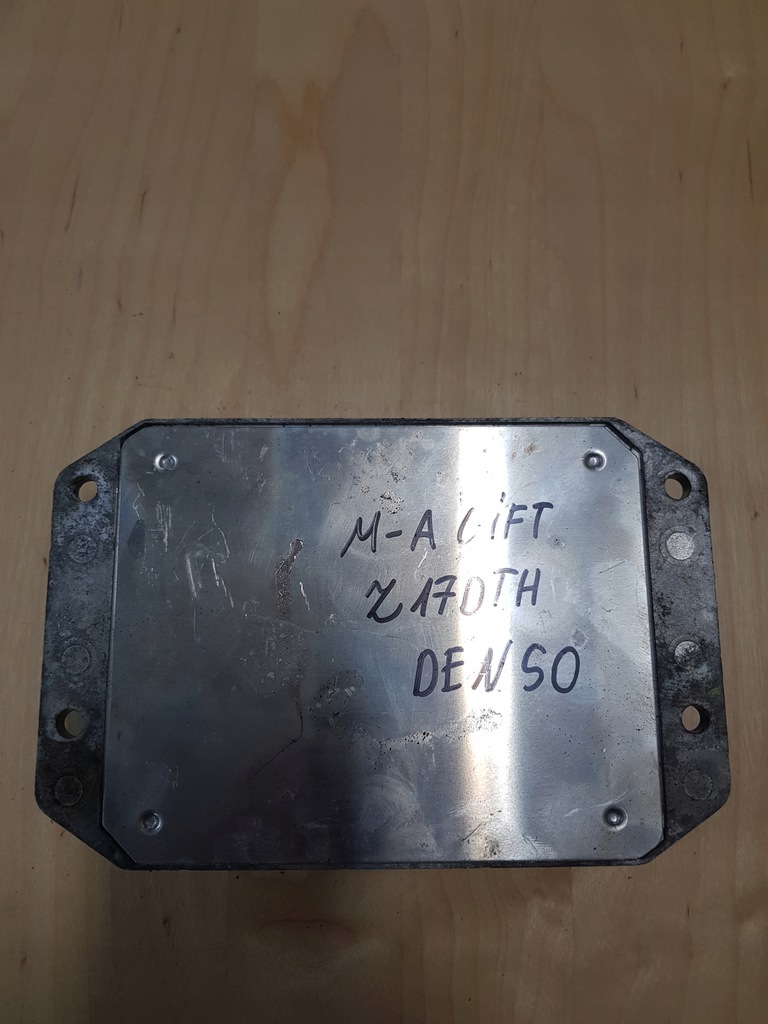 M-A LiFT
Z17DTH
DENSO